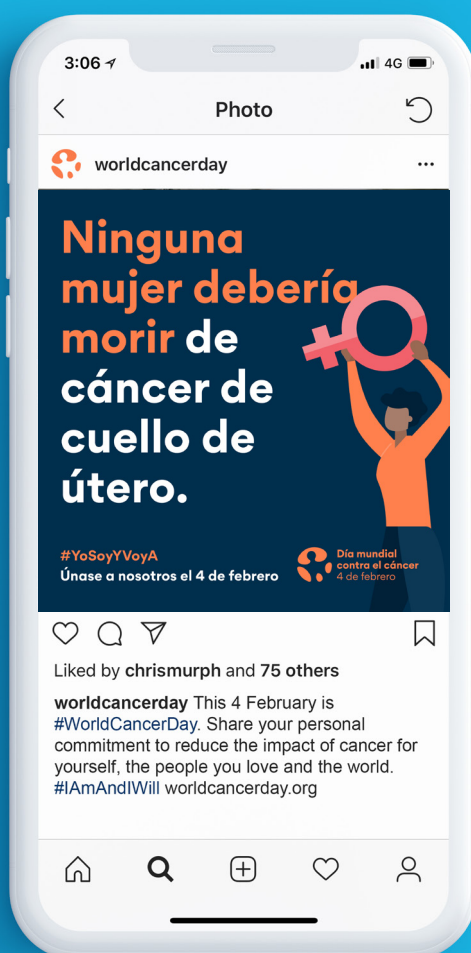 3:06 4G
Photo
worldcancerday
Ninguna
mujer debería
morir de
cáncer de
cuello de
útero.
#YoSoyYVoyA
Únase a nosotros el 4 de febrero
Día mundial
contra el cáncer
4 de febrero
Liked by chrismurph and 75 others
worldcancerday This 4 February is
#WorldCancerDay. Share your personal
commitment to reduce the impact of cancer for
yourself, the people you love and the world.
#IAmAndIWill worldcancerday.org